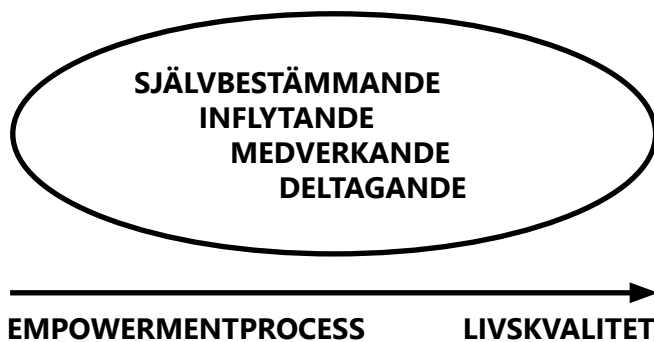 SJÄLVBESTÄMMANDE
INFLYTANDE
MEDVERKANDE
DELTAGANDE
EMPOWERMENTPROCESS LIVSKVALITET